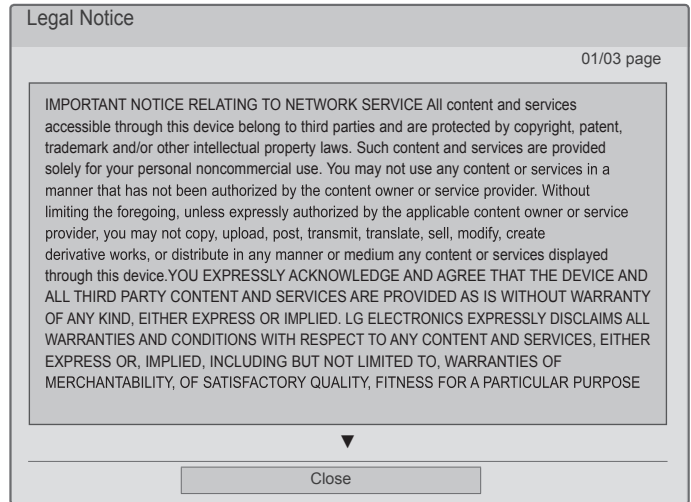 Legal Notice
01/03 page
IMPORTANT NOTICE RELATING TO NETWORK SERVICE All content and services
accessible through this device belong to third parties and are protected by copyright, patent,
trademark and/or other intellectual property laws. Such content and services are provided
solely for your personal noncommercial use. You may not use any content or services in a
manner that has not been authorized by the content owner or service provider. Without
limiting the foregoing, unless expressly authorized by the applicable content owner or service
provider, you may not copy, upload, post, transmit, translate, sell, modify, create
derivative works, or distribute in any manner or medium any content or services displayed
through this device.YOU EXPRESSLY ACKNOWLEDGE AND AGREE THAT THE DEVICE AND
ALL THIRD PARTY CONTENT AND SERVICES ARE PROVIDED AS IS WITHOUT WARRANTY
OF ANY KIND, EITHER EXPRESS OR IMPLIED. LG ELECTRONICS EXPRESSLY DISCLAIMS ALL
WARRANTIES AND CONDITIONS WITH RESPECT TO ANY CONTENT AND SERVICES, EITHER
EXPRESS OR, IMPLIED, INCLUDING BUT NOT LIMITED TO, WARRANTIES OF
MERCHANTABILITY, OF SATISFACTORY QUALITY, FITNESS FOR A PARTICULAR PURPOSE
▼
Close